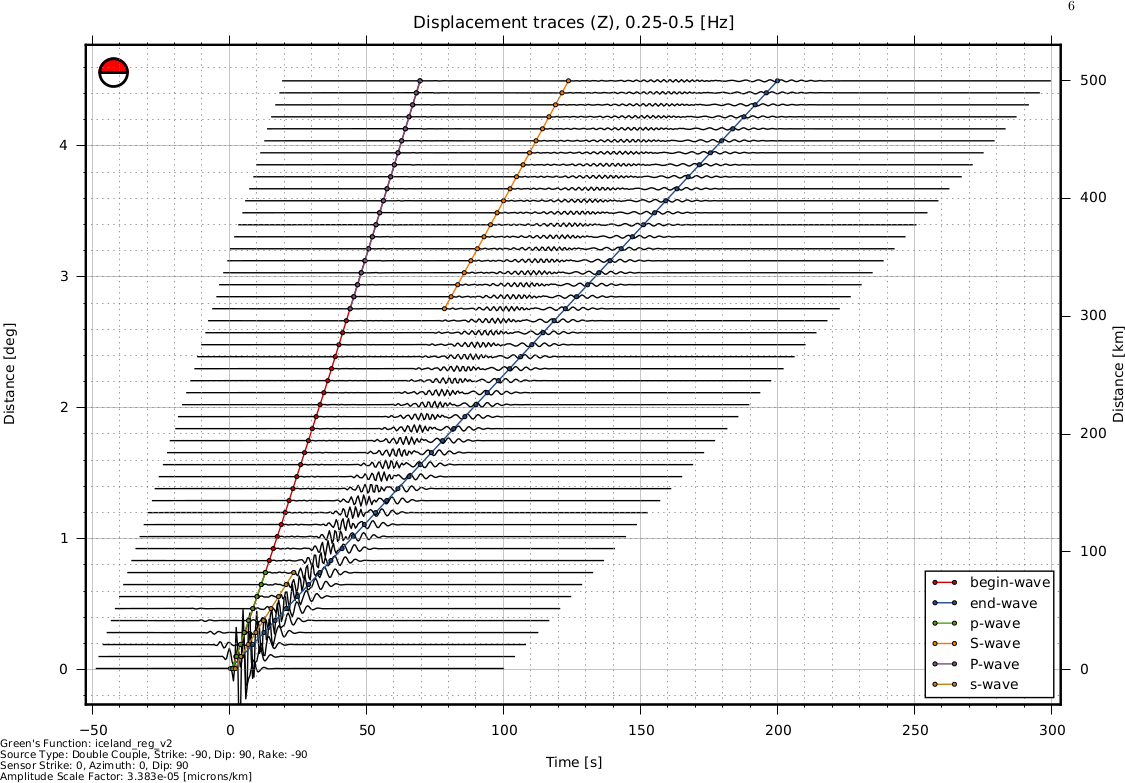 6
Displacement traces (Z), 0.25-0.5 [Hz]
4
3
2
1
0
Distance [deg]
500
400
300
200
100
0
Distance [km]
begin-wave
end-wave
p-wave
S-wave
P-wave
s-wave
−50 0 50 100 150 200 250 300
Time [s]
Green's Function: iceland_reg_v2
Source Type: Double Couple, Strike: -90, Dip: 90, Rake: -90
Sensor Strike: 0, Azimuth: 0, Dip: 90
Amplitude Scale Factor: 3.383e-05 [microns/km]